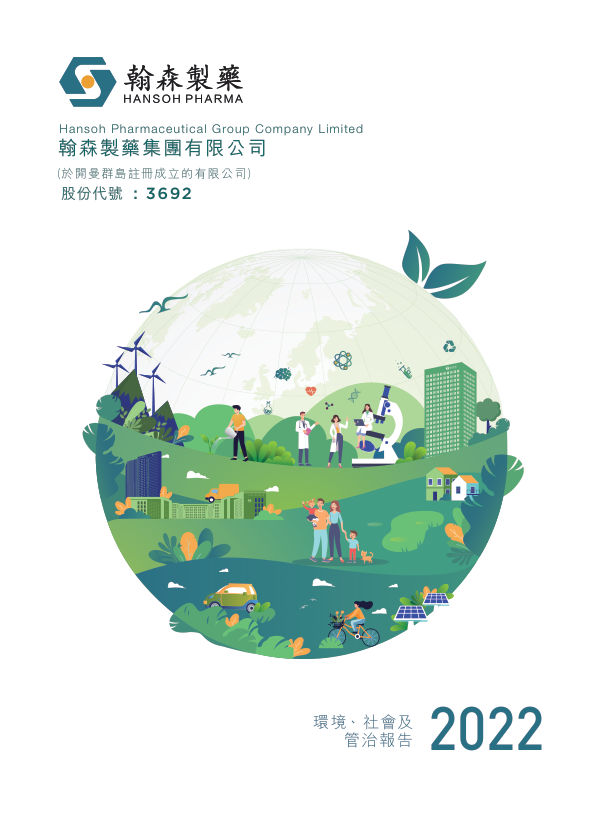 翰森製藥
HANSOH PHARMA
Hansoh Pharmaceutical Group Company Limited
翰森製藥集團有限公司
(於開曼群島註冊成立的有限公司)
股份代號 : 3692
環境、社會及
管治報告
2022